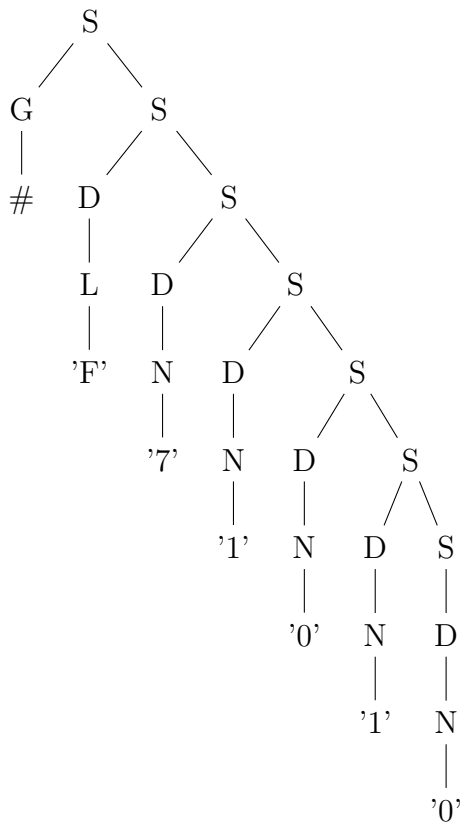 S
G S
# D S
L D S
'F' N D S
'7' N D S
'1' N D S
'0' N D
'1' N
'0'